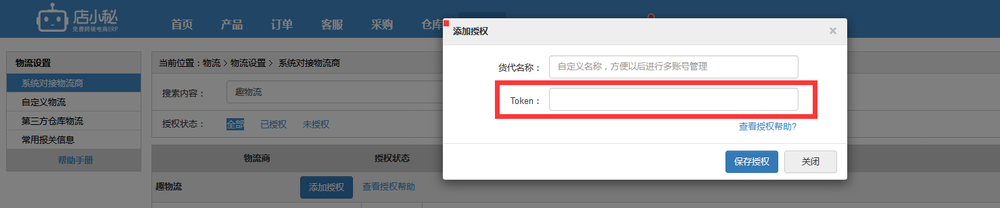 店小秘
免费跨境电商ERP
首页 产品 订单 客服 采购 仓库
添加授权 ×
物流设置
当前位置：物流 > 物流设置 > 系统对接物流商
货代名称： 自定义名称，方便以后进行多账号管理
系统对接物流商
搜索内容： 趣物流
Token：
自定义物流
第三方仓库物流
授权状态： 全部 已授权 未授权
查看授权帮助?
常用报关信息
帮助手册
物流商 授权状态
保存授权 关闭
趣物流 添加授权 查看授权帮助